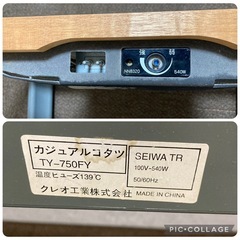 強 弱
NN8320
540W
カジュアルコタツ
TY-750FY
温度ヒューズ139℃
クレオ工業株式会社
SEIWA TR
100V-540W
50/60Hz
MADE IN CHINA
PIC•COLLAGE